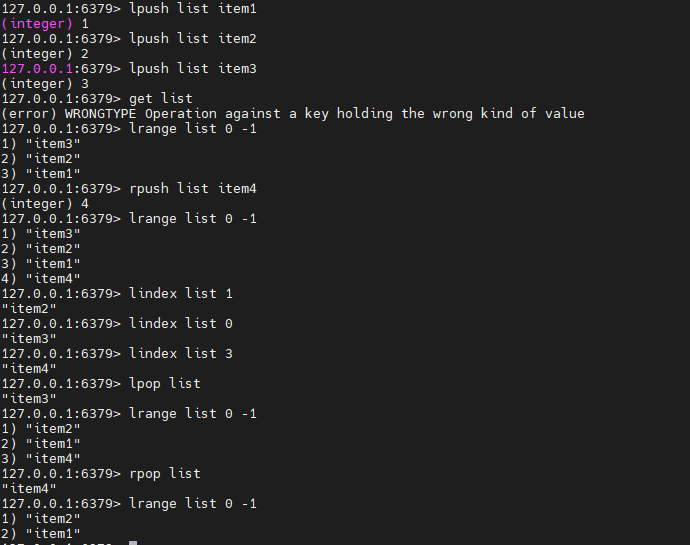 127.0.0.1:6379> lpush list item1
(integer) 1
127.0.0.1:6379> lpush list item2
(integer) 2
127.0.0.1:6379> lpush list item3
(integer) 3
127.0.0.1:6379> get list
(error) WRONGTYPE Operation against a key holding the wrong kind of value
127.0.0.1:6379> lrange list 0 -1
1) "item3"
2) "item2"
3) "item1"
127.0.0.1:6379> rpush list item4
(integer) 4
127.0.0.1:6379> lrange list 0 -1
1) "item3"
2) "item2"
3) "item1"
4) "item4"
127.0.0.1:6379> lindex list 1
"item2"
127.0.0.1:6379> lindex list 0
"item3"
127.0.0.1:6379> lindex list 3
"item4"
127.0.0.1:6379> lpop list
"item3"
127.0.0.1:6379> lrange list 0 -1
1) "item2"
2) "item1"
3) "item4"
127.0.0.1:6379> rpop list
"item4"
127.0.0.1:6379> lrange list 0 -1
1) "item2"
2) "item1"